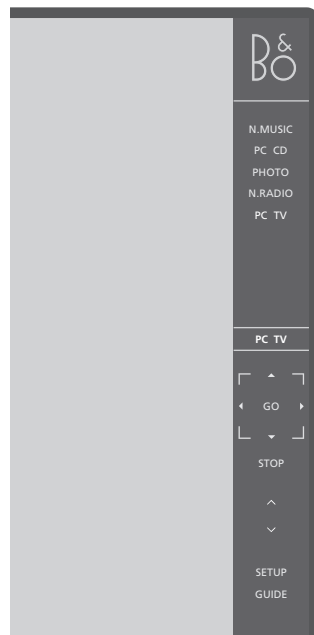 B&O
N.MUSIC
PC CD
PHOTO
N.RADIO
PC TV
PC TV
GO
STOP
SETUP
GUIDE